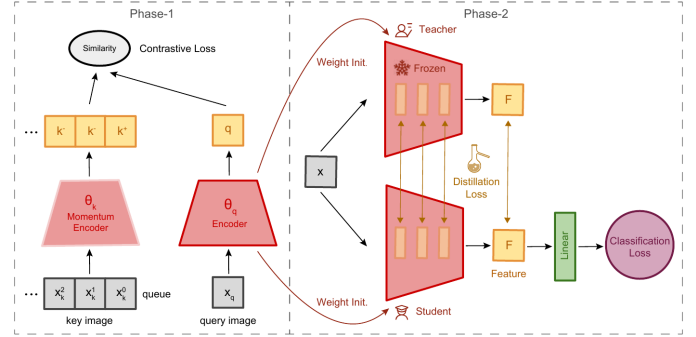 Phase-1
Phase-2
Similarity
Contrastive Loss
Teacher
Weight Init.
Frozen
... k⁻ k⁻ k⁺
q
F
x
Distillation
Loss
θk
Momentum
Encoder
θq
Encoder
F
Feature
Linear
Classification
Loss
... x²k x¹k x⁰k queue
xq
key image
query image
Weight Init.
Student